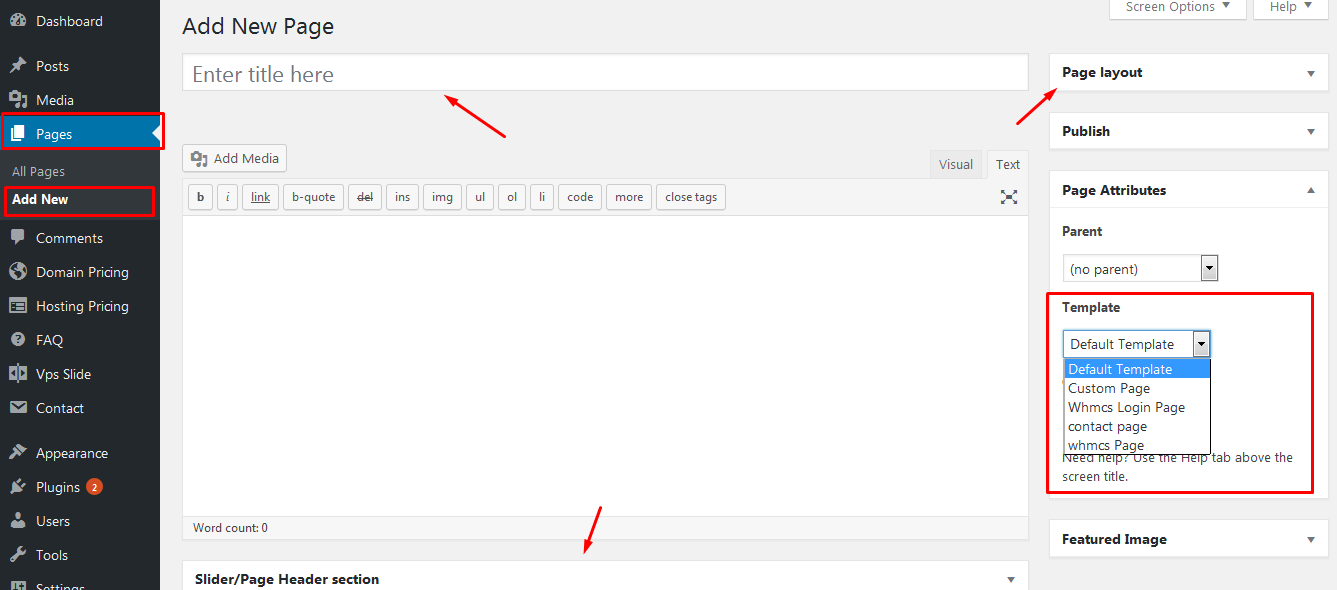 Dashboard
Posts
Media
Pages
All Pages
Add New
Comments
Domain Pricing
Hosting Pricing
FAQ
Vps Slide
Contact
Appearance
Plugins 2
Users
Tools
Settings
Screen Options
Help
Add New Page
Enter title here
Add Media
Visual
Text
b i link b-quote del ins img ul ol li code more close tags
Word count: 0
Slider/Page Header section
Page layout
Publish
Page Attributes
Parent
(no parent)
Template
Default Template
Default Template
Custom Page
Whmcs Login Page
contact page
whmcs Page
Need help? Use the Help tab above the
screen title.
Featured Image